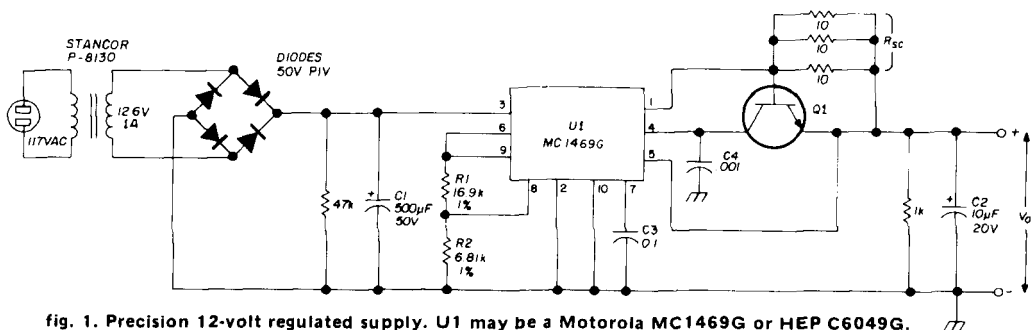 STANCOR
P-8130
117VAC
12.6V
1A
DIODES
50V PIV
47k
C1
500µF
50V
+
R1
16.9k
1%
R2
6.81k
1%
3
6
9
8
2
10
7
1
4
5
U1
MC1469G
C3
0.1
C4
.001
10
10
10
Rsc
Q1
1k
+
C2
10µF
20V
+
Vo
-
fig. 1. Precision 12-volt regulated supply. U1 may be a Motorola MC1469G or HEP C6049G.